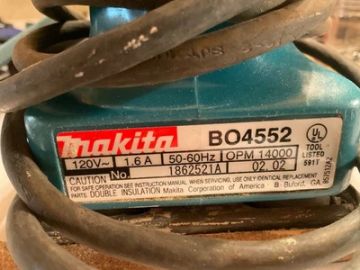 makita BO4552
UL
TOOL
LISTED
5911
120V~ 1.6 A 50-60Hz OPM 14000
No. 1862521A 02 02
CAUTION
FOR SAFE OPERATION SEE INSTRUCTION MANUAL. WHEN SERVICING, USE ONLY IDENTICAL REPLACEMENT
PARTS. DOUBLE INSULATION Makita Corporation of America · Buford, GA.